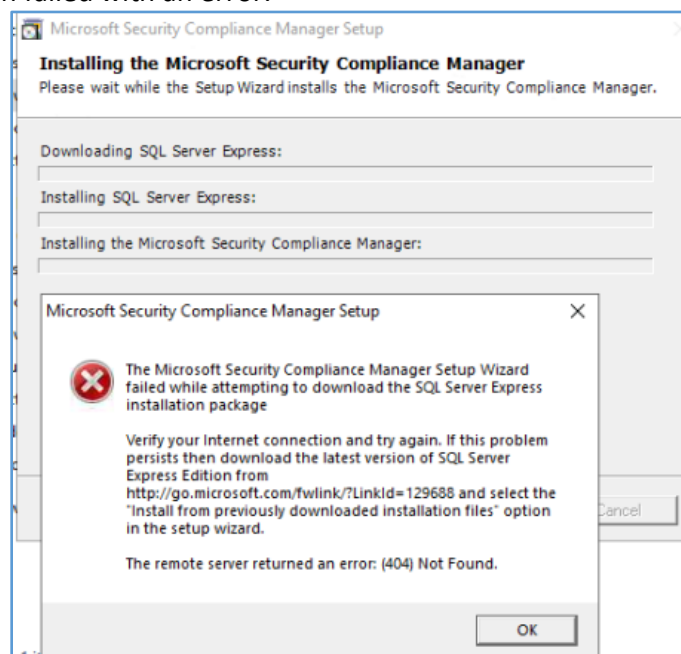 failed with an error.
Microsoft Security Compliance Manager Setup
Installing the Microsoft Security Compliance Manager
Please wait while the Setup Wizard installs the Microsoft Security Compliance Manager.
Downloading SQL Server Express:
Installing SQL Server Express:
Installing the Microsoft Security Compliance Manager:
Microsoft Security Compliance Manager Setup
The Microsoft Security Compliance Manager Setup Wizard
failed while attempting to download the SQL Server Express
installation package
Verify your Internet connection and try again. If this problem
persists then download the latest version of SQL Server
Express Edition from
http://go.microsoft.com/fwlink/?LinkId=129688 and select the
"Install from previously downloaded installation files" option
in the setup wizard.
Cancel
The remote server returned an error: (404) Not Found.
OK